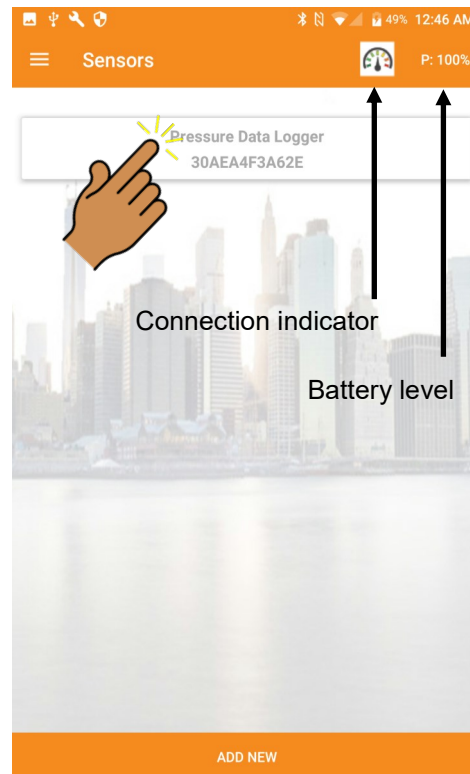 49% 12:46 AM
Sensors P: 100%
Pressure Data Logger
30AEA4F3A62E
Connection indicator
Battery level
ADD NEW